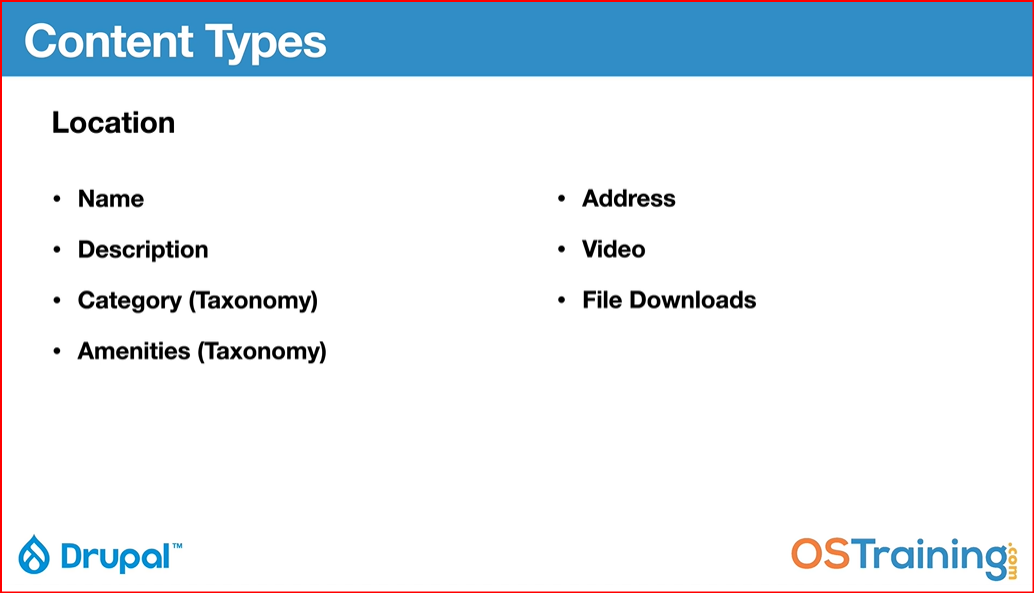 Content Types
Location
• Name
• Description
• Category (Taxonomy)
• Amenities (Taxonomy)
• Address
• Video
• File Downloads
Drupal™
OSTraining.com